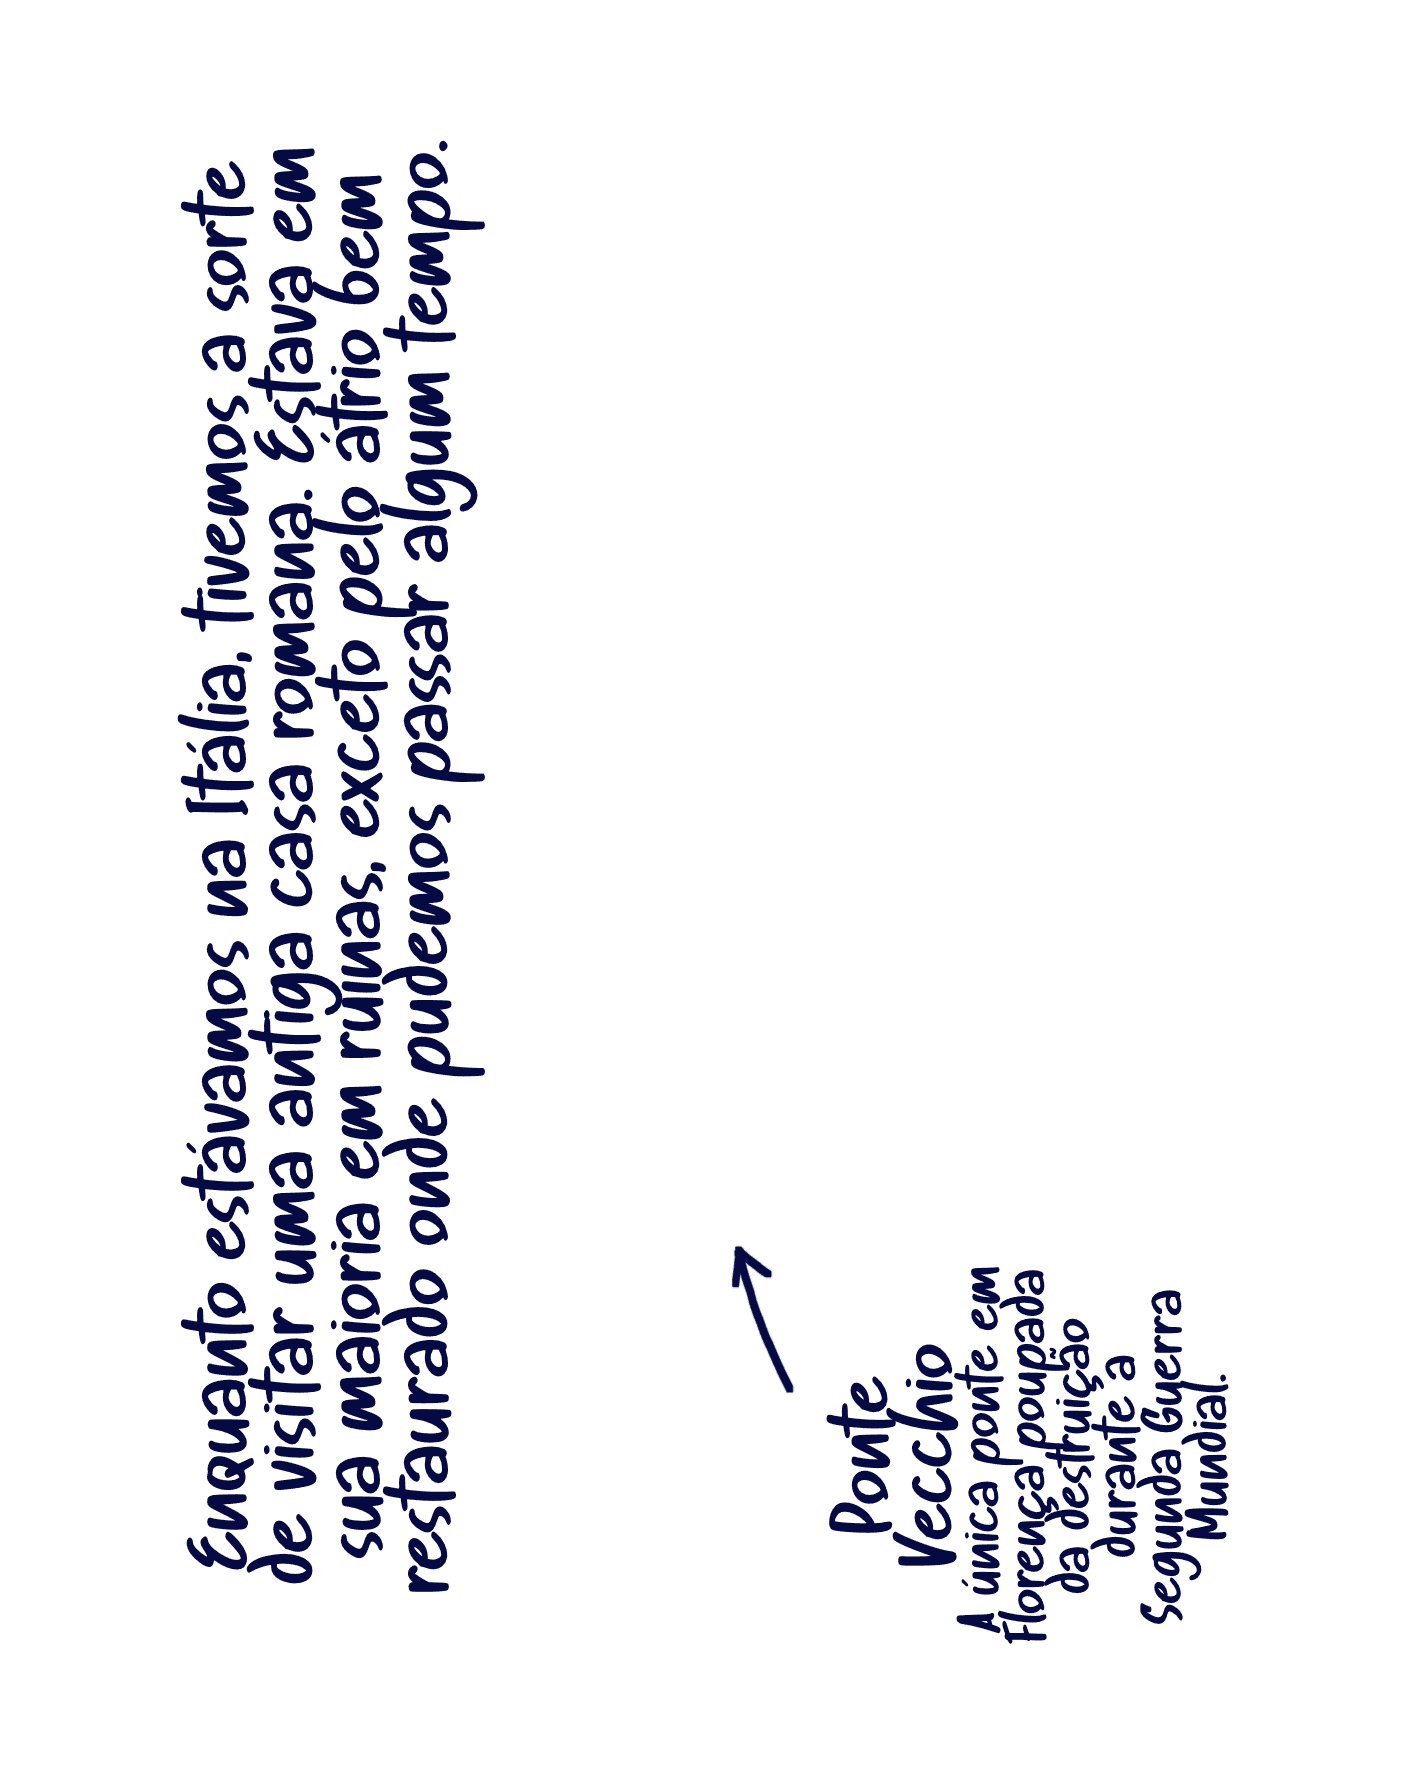 Enquanto estávamos na Itália, tivemos a sorte
de visitar uma antiga casa romana. Estava em
sua maioria em ruínas, exceto pelo átrio bem
restaurado onde pudemos passar algum tempo.
Ponte
Vecchio
A única ponte em
Florença poupada
da destruição
durante a
Segunda Guerra
Mundial.